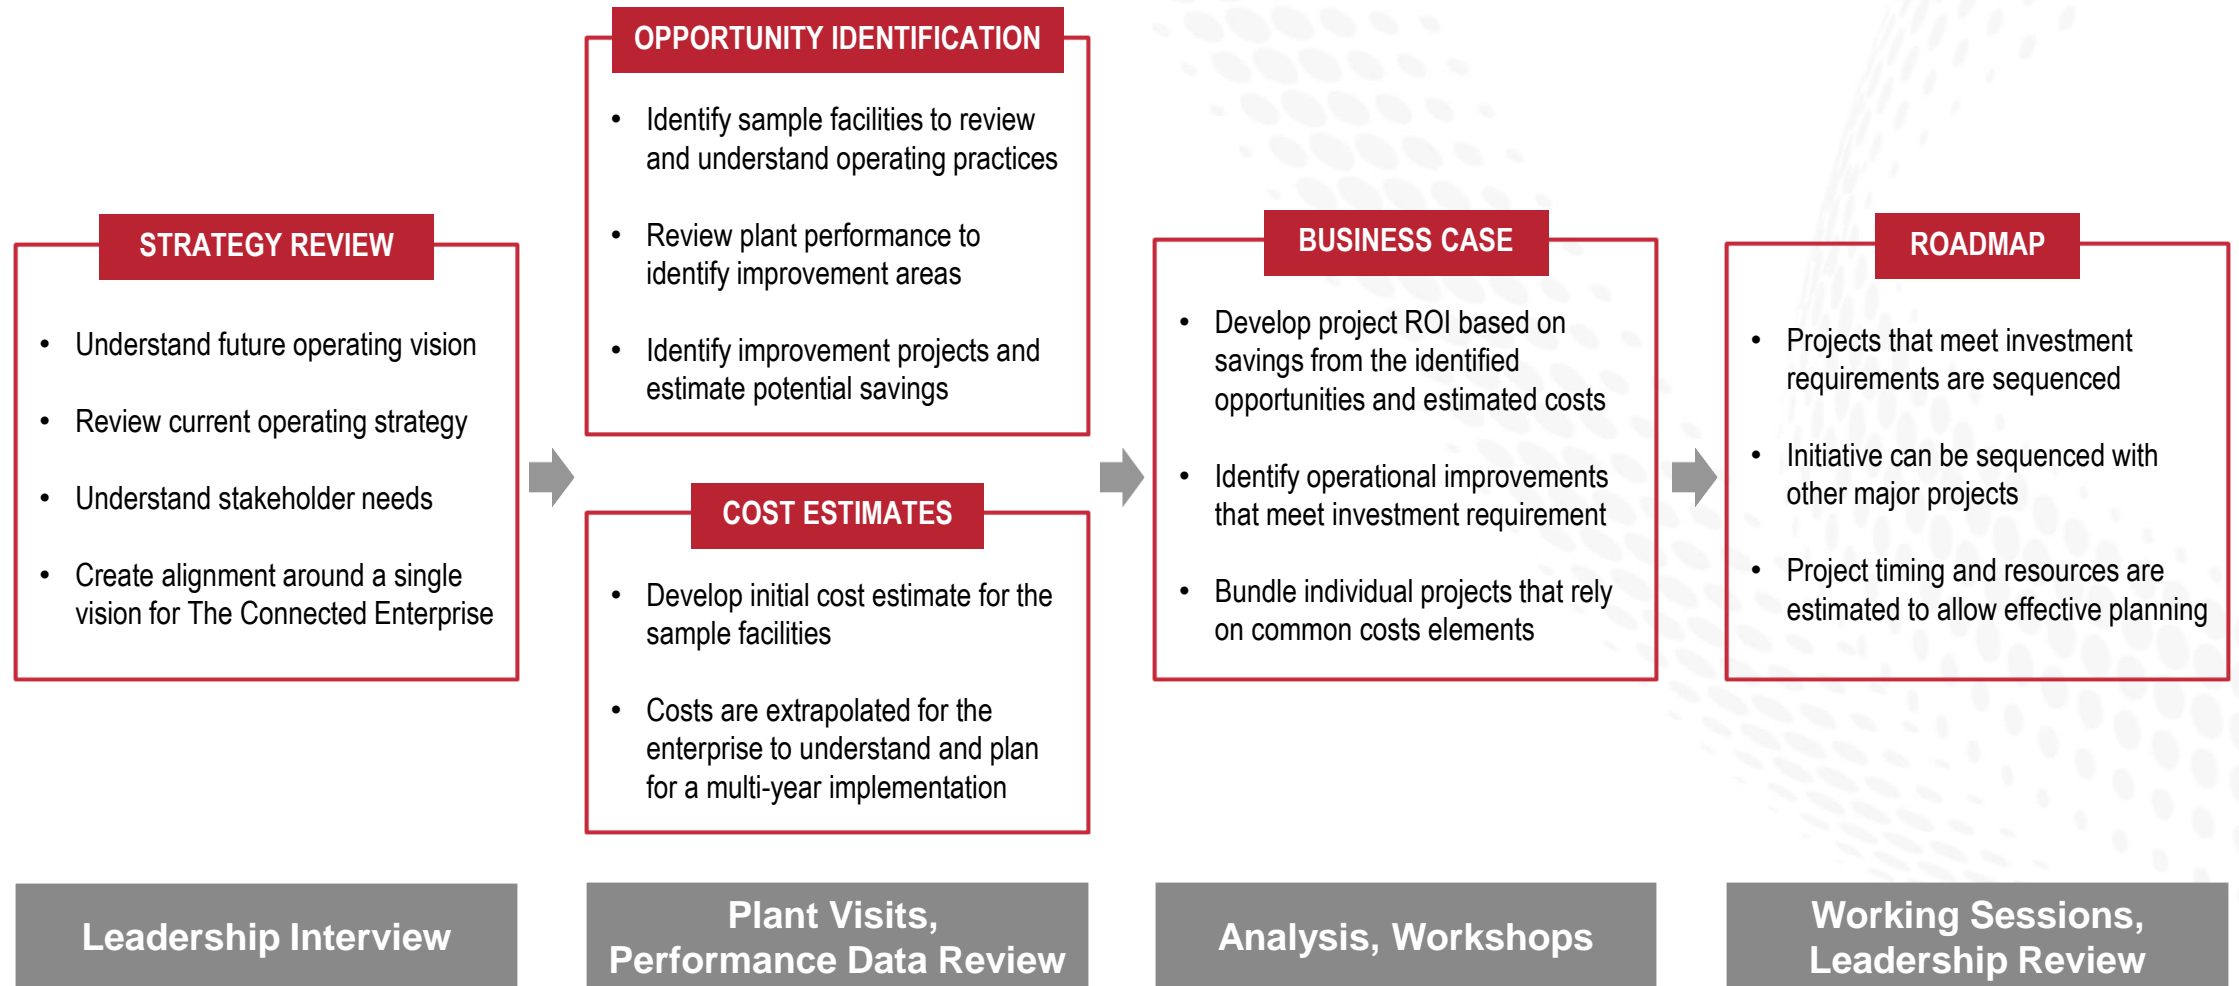 STRATEGY REVIEW
• Understand future operating vision
• Review current operating strategy
• Understand stakeholder needs
• Create alignment around a single
vision for The Connected Enterprise
OPPORTUNITY IDENTIFICATION
• Identify sample facilities to review
and understand operating practices
• Review plant performance to
identify improvement areas
• Identify improvement projects and
estimate potential savings
COST ESTIMATES
• Develop initial cost estimate for the
sample facilities
• Costs are extrapolated for the
enterprise to understand and plan
for a multi-year implementation
BUSINESS CASE
• Develop project ROI based on
savings from the identified
opportunities and estimated costs
• Identify operational improvements
that meet investment requirement
• Bundle individual projects that rely
on common costs elements
ROADMAP
• Projects that meet investment
requirements are sequenced
• Initiative can be sequenced with
other major projects
• Project timing and resources are
estimated to allow effective planning
Leadership Interview
Plant Visits,
Performance Data Review
Analysis, Workshops
Working Sessions,
Leadership Review